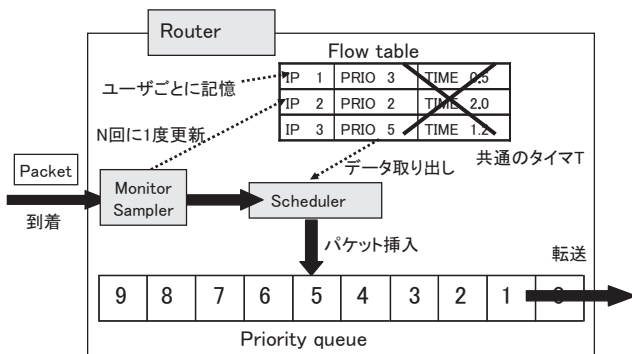 Router
Flow table
IP 1 PRIO 3 TIME 0.5
IP 2 PRIO 2 TIME 2.0
IP 3 PRIO 5 TIME 1.2
ユーザごとに記憶
N回に1度更新
共通のタイマT
データ取り出し
Packet
到着
Monitor
Sampler
Scheduler
パケット挿入
転送
9 8 7 6 5 4 3 2 1 0
Priority queue